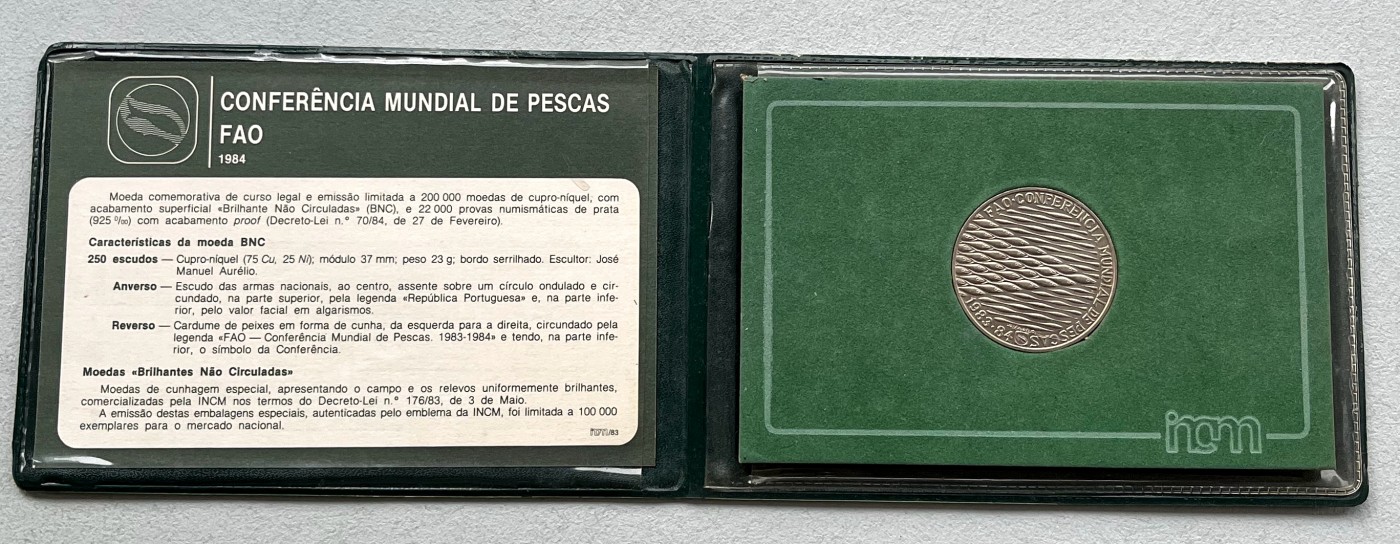 CONFERÊNCIA MUNDIAL DE PESCAS
FAO
1984
Moeda comemorativa de curso legal e emissão limitada a 200 000 moedas de cupro-níquel, com
acabamento superficial «Brilhante Não Circuladas» (BNC), e 22 000 provas numismáticas de prata
(925 ⁰/₀₀) com acabamento proof (Decreto-Lei n.º 70/84, de 27 de Fevereiro).
Características da moeda BNC
250 escudos — Cupro-níquel (75 Cu, 25 Ni); módulo 37 mm; peso 23 g; bordo serrilhado. Escultor: José
Manuel Aurélio.
Anverso — Escudo das armas nacionais, ao centro, assente sobre um círculo ondulado e cir-
cundado, na parte superior, pela legenda «República Portuguesa» e, na parte infe-
rior, pelo valor facial em algarismos.
Reverso — Cardume de peixes em forma de cunha, da esquerda para a direita, circundado pela
legenda «FAO — Conferência Mundial de Pescas. 1983-1984» e tendo, na parte infe-
rior, o símbolo da Conferência.
Moedas «Brilhantes Não Circuladas»
Moedas de cunhagem especial, apresentando o campo e os relevos uniformemente brilhantes,
comercializadas pela INCM nos termos do Decreto-Lei n.º 176/83, de 3 de Maio.
A emissão destas embalagens especiais, autenticadas pelo emblema da INCM, foi limitada a 100 000
exemplares para o mercado nacional.
incm/83
FAO·CONFERÊNCIA MUNDIAL DE PESCAS
1983·84
incm